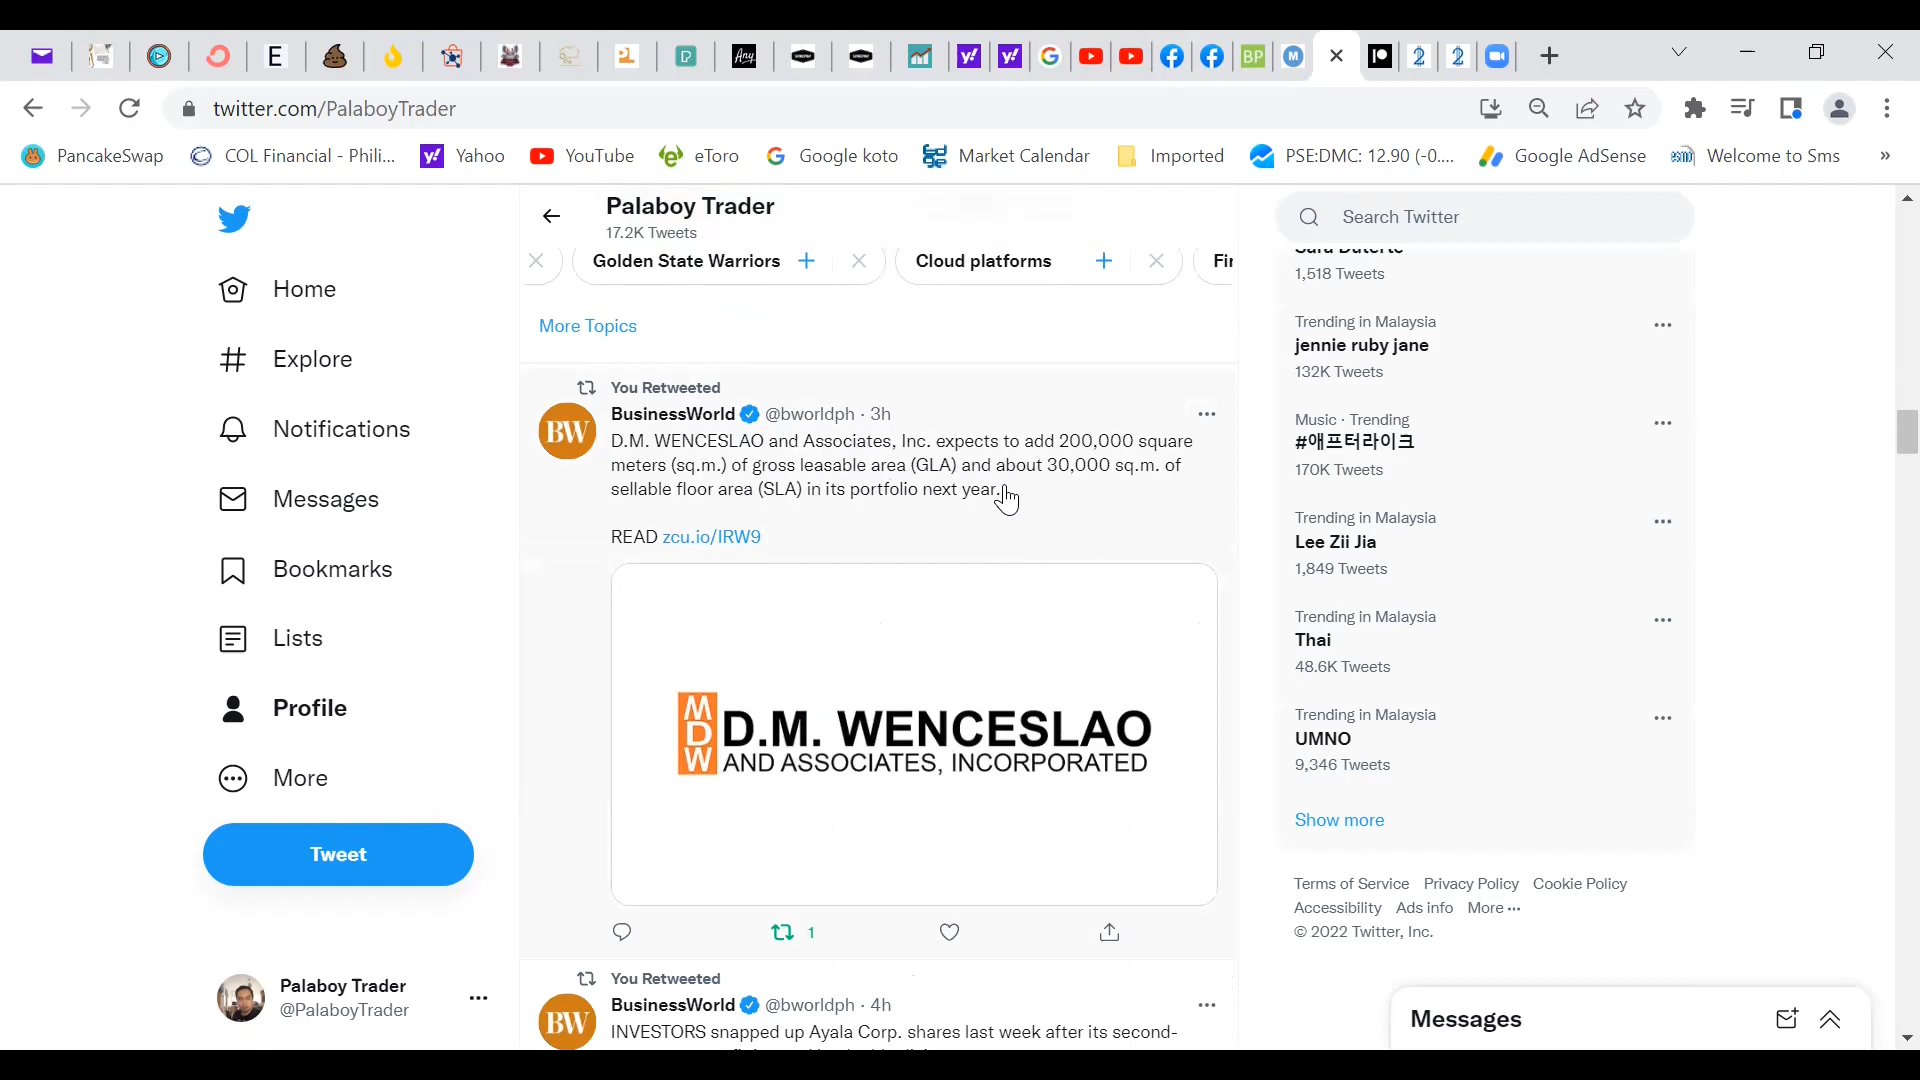 twitter.com/PalaboyTrader
PancakeSwap
COL Financial - Phili...
Yahoo
YouTube
eToro
Google koto
Market Calendar
Imported
PSE:DMC: 12.90 (-0....
Google AdSense
Welcome to Sms
»
Home
Explore
Notifications
Messages
Bookmarks
Lists
Profile
More
Tweet
Palaboy Trader
@PalaboyTrader
Palaboy Trader
17.2K Tweets
Golden State Warriors
Cloud platforms
More Topics
You Retweeted
BusinessWorld @bworldph · 3h
D.M. WENCESLAO and Associates, Inc. expects to add 200,000 square
meters (sq.m.) of gross leasable area (GLA) and about 30,000 sq.m. of
sellable floor area (SLA) in its portfolio next year.
READ zcu.io/IRW9
BW
MDW
D.M. WENCESLAO
AND ASSOCIATES, INCORPORATED
1
You Retweeted
BusinessWorld @bworldph · 4h
BW
INVESTORS snapped up Ayala Corp. shares last week after its second-
Search Twitter
Sara Duterte
1,518 Tweets
Trending in Malaysia
jennie ruby jane
132K Tweets
Music · Trending
#애프터라이크
170K Tweets
Trending in Malaysia
Lee Zii Jia
1,849 Tweets
Trending in Malaysia
Thai
48.6K Tweets
Trending in Malaysia
UMNO
9,346 Tweets
Show more
Terms of Service Privacy Policy Cookie Policy
Accessibility Ads info More ···
© 2022 Twitter, Inc.
Messages